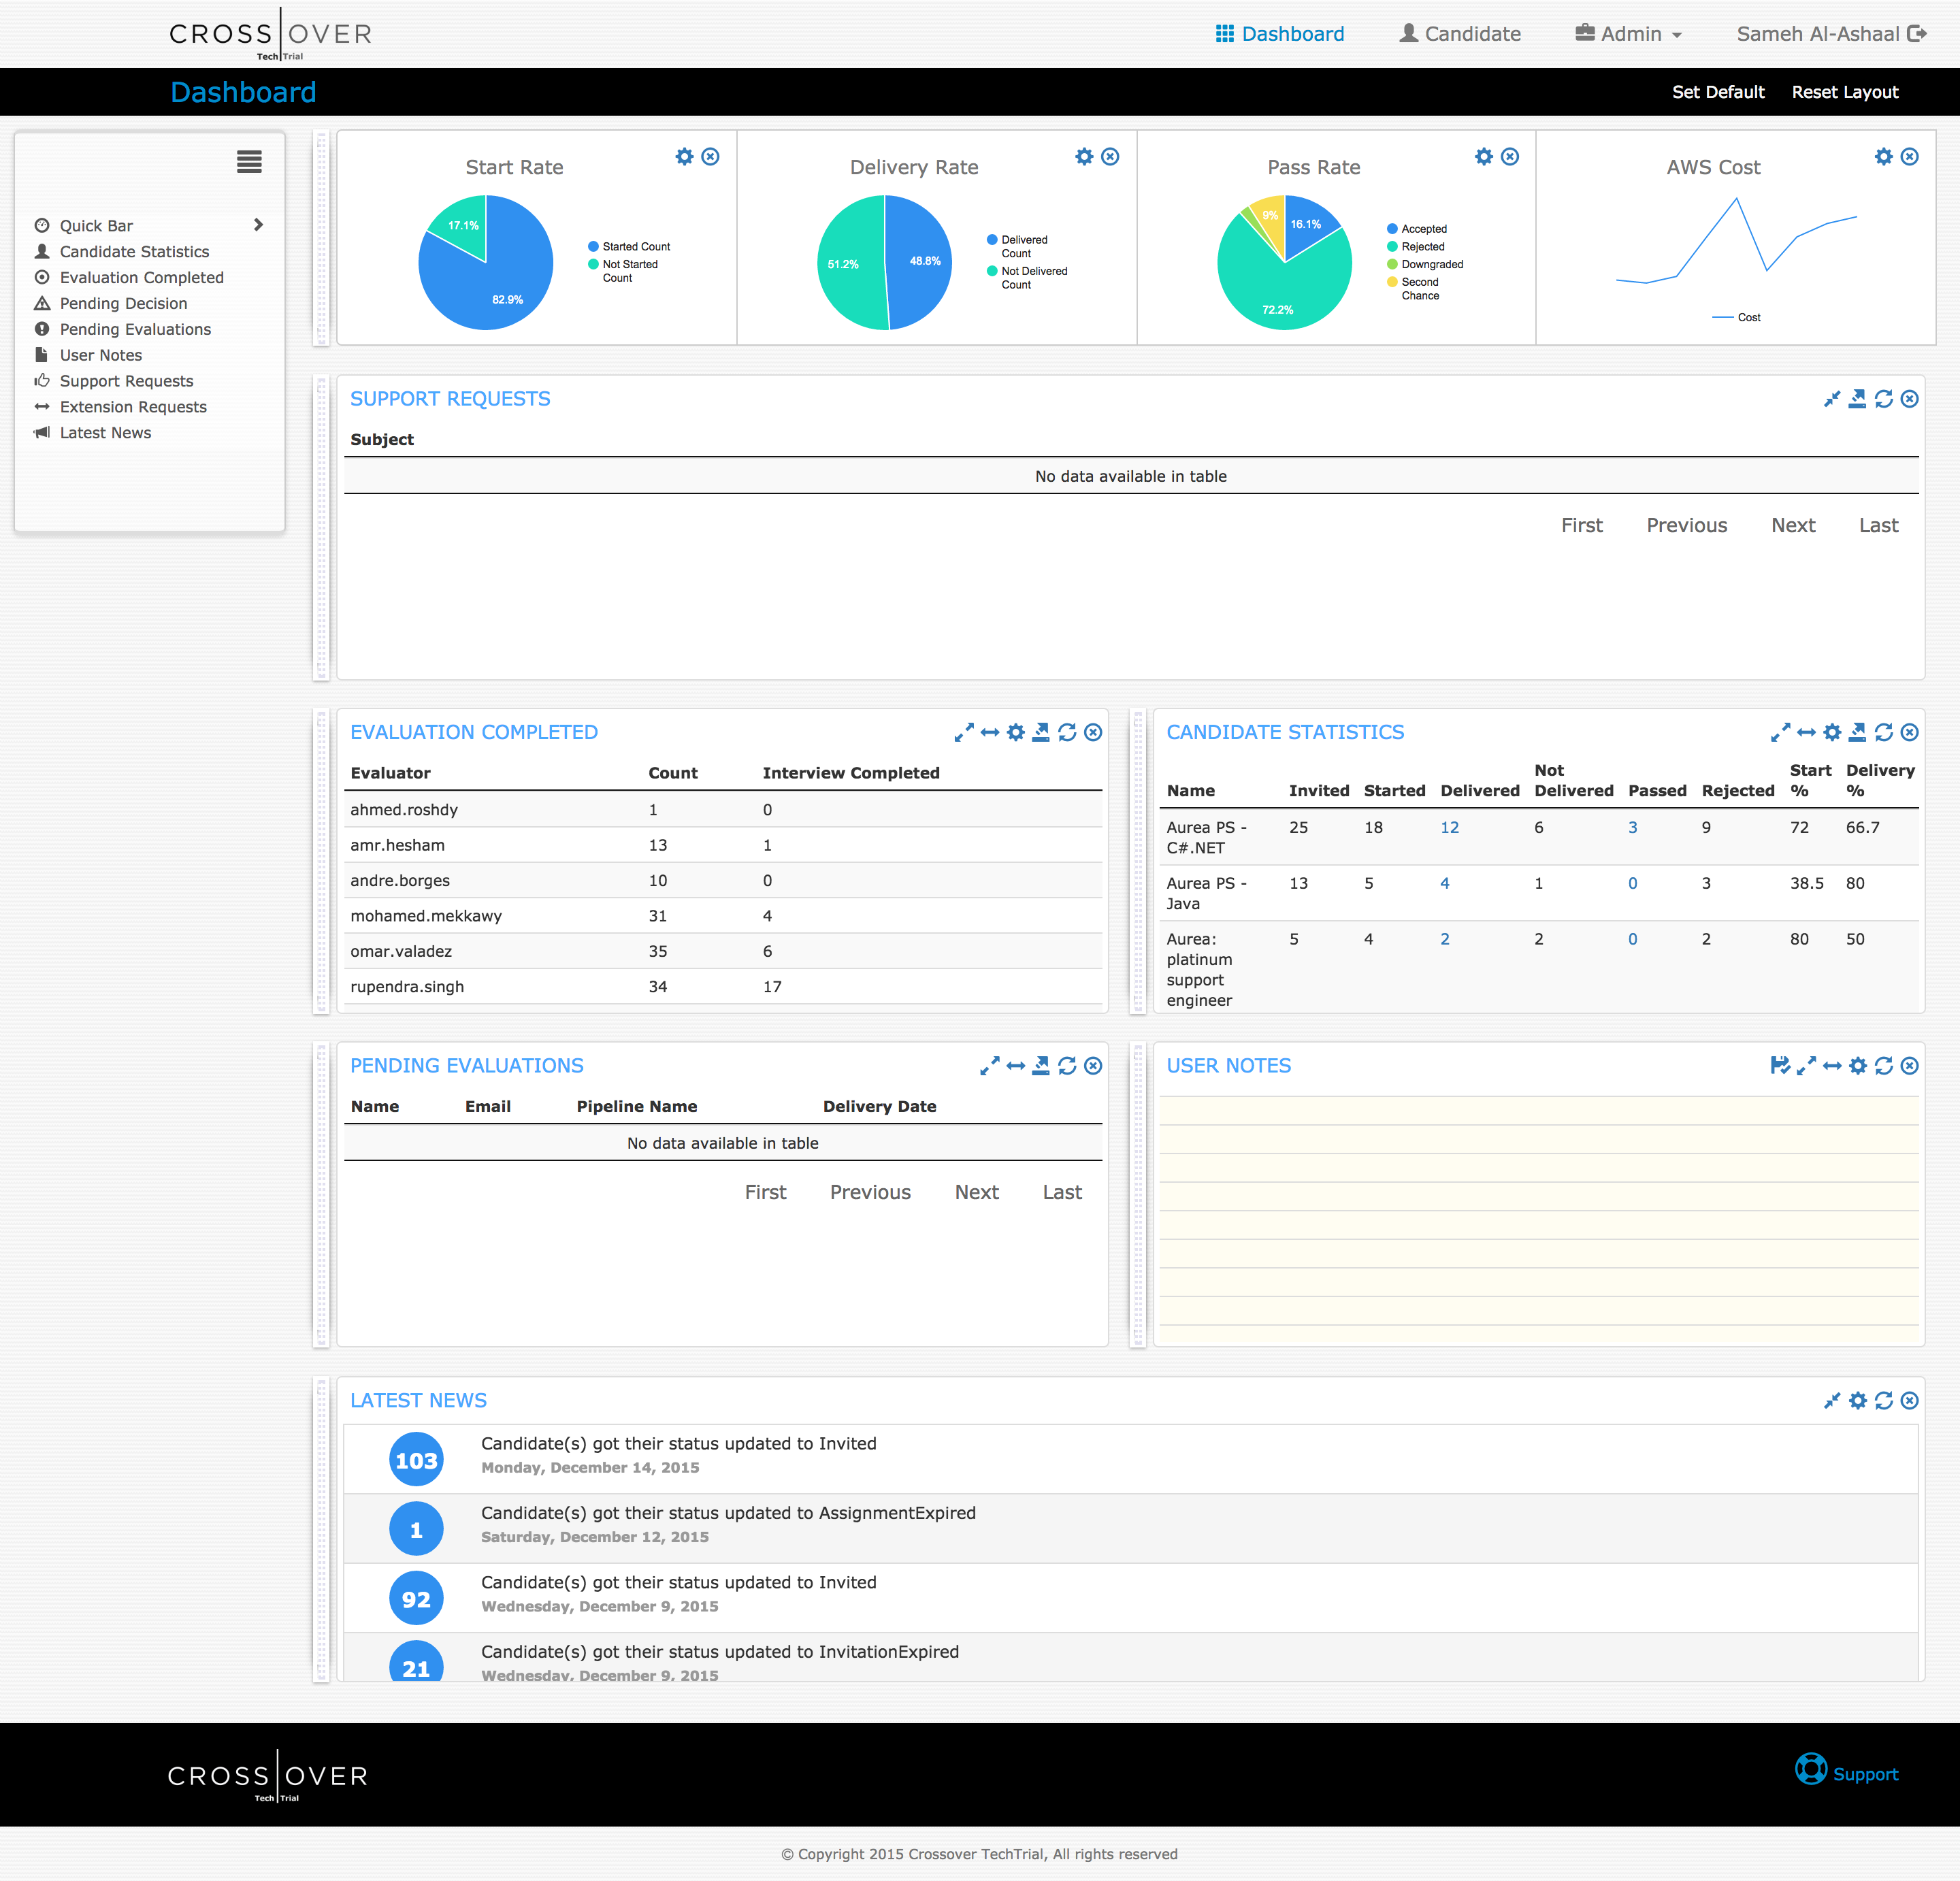 CROSS OVER
Tech Trial
Dashboard
Candidate
Admin
Sameh Al-Ashaal
Dashboard
Set Default
Reset Layout
Quick Bar
Candidate Statistics
Evaluation Completed
Pending Decision
Pending Evaluations
User Notes
Support Requests
Extension Requests
Latest News
Start Rate
17.1%
82.9%
Started Count
Not Started
Count
Delivery Rate
51.2%
48.8%
Delivered
Count
Not Delivered
Count
Pass Rate
9%
16.1%
72.2%
Accepted
Rejected
Downgraded
Second
Chance
AWS Cost
Cost
SUPPORT REQUESTS
Subject
No data available in table
First Previous Next Last
EVALUATION COMPLETED
Evaluator Count Interview Completed
ahmed.roshdy 1 0
amr.hesham 13 1
andre.borges 10 0
mohamed.mekkawy 31 4
omar.valadez 35 6
rupendra.singh 34 17
CANDIDATE STATISTICS
Not Start Delivery
Name Invited Started Delivered Delivered Passed Rejected % %
Aurea PS - 25 18 12 6 3 9 72 66.7
C#.NET
Aurea PS - 13 5 4 1 0 3 38.5 80
Java
Aurea: 5 4 2 2 0 2 80 50
platinum
support
engineer
PENDING EVALUATIONS
Name Email Pipeline Name Delivery Date
No data available in table
First Previous Next Last
USER NOTES
LATEST NEWS
103 Candidate(s) got their status updated to Invited
Monday, December 14, 2015
1 Candidate(s) got their status updated to AssignmentExpired
Saturday, December 12, 2015
92 Candidate(s) got their status updated to Invited
Wednesday, December 9, 2015
21 Candidate(s) got their status updated to InvitationExpired
Wednesday, December 9, 2015
CROSS OVER
Tech Trial
Support
© Copyright 2015 Crossover TechTrial, All rights reserved